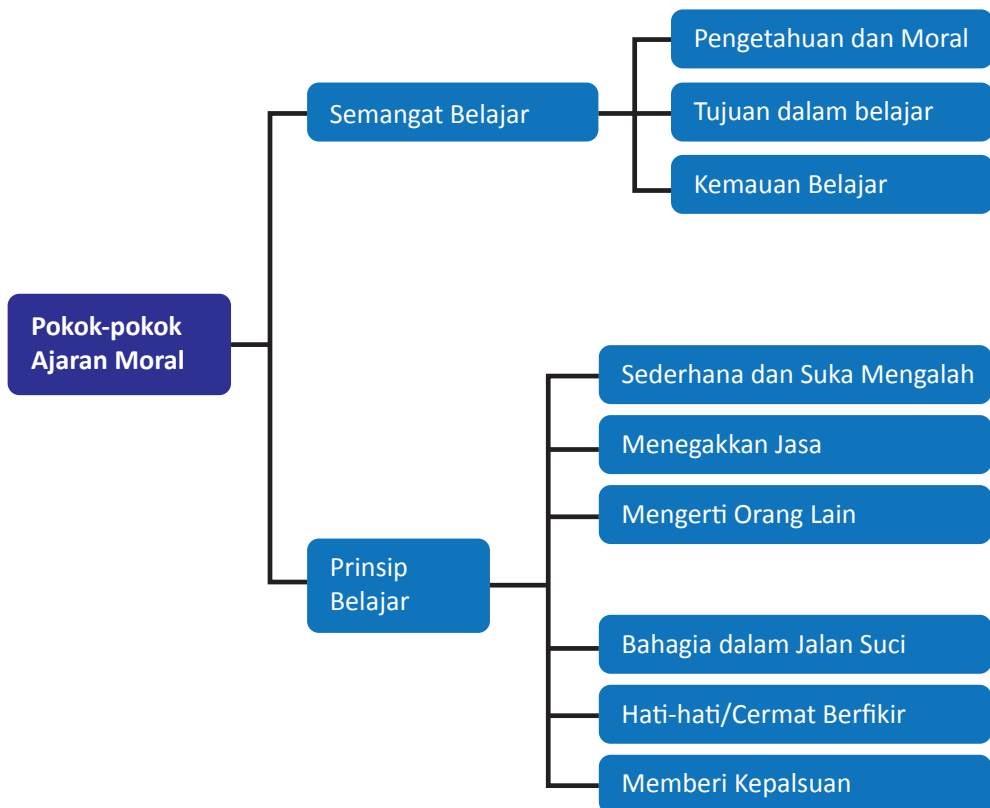 Pokok-pokok
Ajaran Moral
Semangat Belajar
Pengetahuan dan Moral
Tujuan dalam belajar
Kemauan Belajar
Prinsip
Belajar
Sederhana dan Suka Mengalah
Menegakkan Jasa
Mengerti Orang Lain
Bahagia dalam Jalan Suci
Hati-hati/Cermat Berfikir
Memberi Kepalsuan